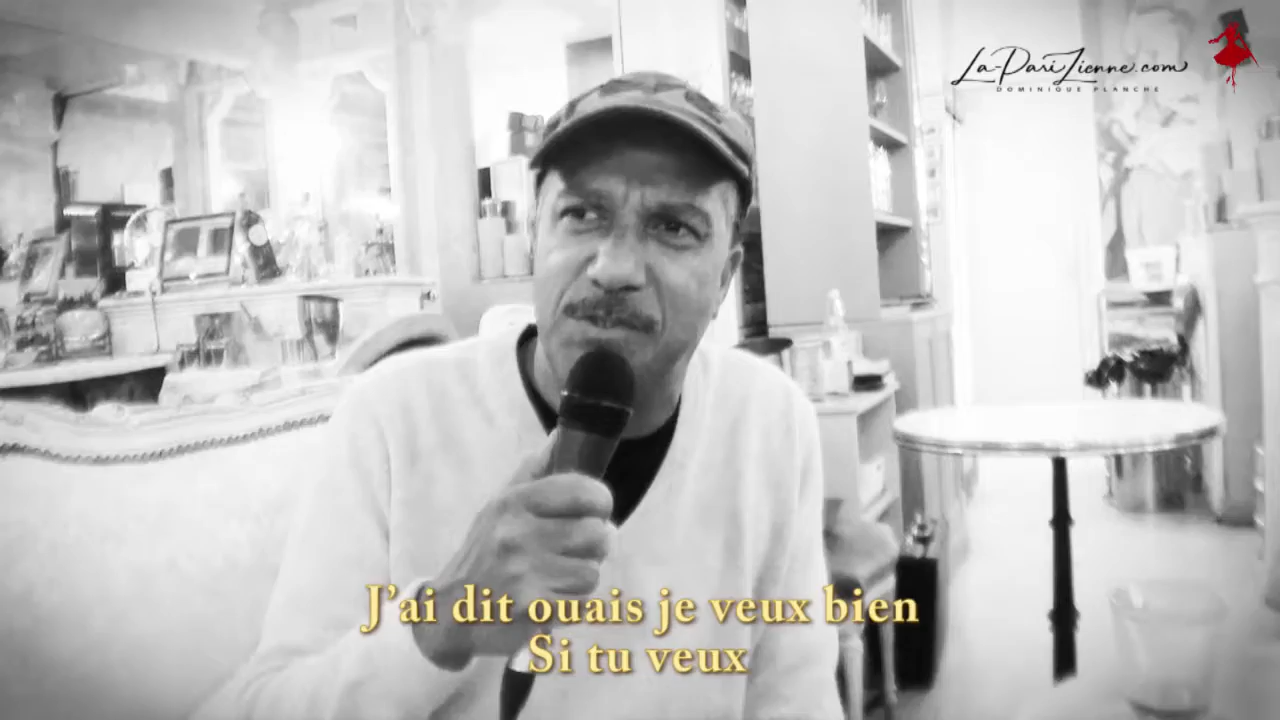 La-PariZienne.com
DOMINIQUE PLANCHE
J'ai dit ouais je veux bien
Si tu veux